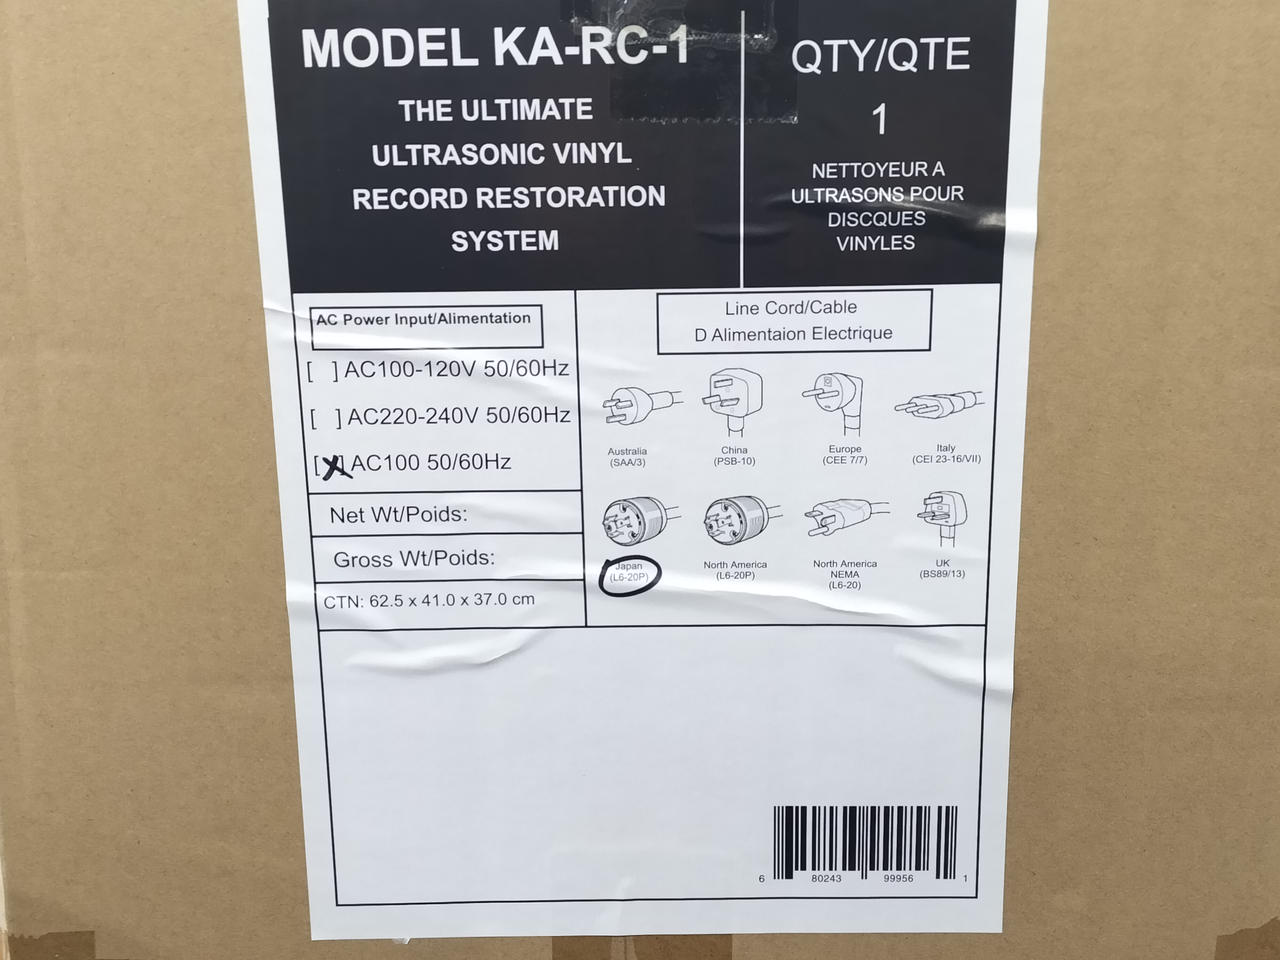 MODEL KA-RC-1
THE ULTIMATE
ULTRASONIC VINYL
RECORD RESTORATION
SYSTEM
QTY/QTE
1
NETTOYEUR A
ULTRASONS POUR
DISCQUES
VINYLES
AC Power Input/Alimentation
[ ] AC100-120V 50/60Hz
[ ] AC220-240V 50/60Hz
[X] AC100 50/60Hz
Net Wt/Poids:
Gross Wt/Poids:
CTN: 62.5 x 41.0 x 37.0 cm
Line Cord/Cable
D Alimentaion Electrique
Australia
(SAA/3)
China
(PSB-10)
Europe
(CEE 7/7)
Italy
(CEI 23-16/VII)
Japan
(L6-20P)
North America
(L6-20P)
North America
NEMA
(L6-20)
UK
(BS89/13)
6 80243 99956 1